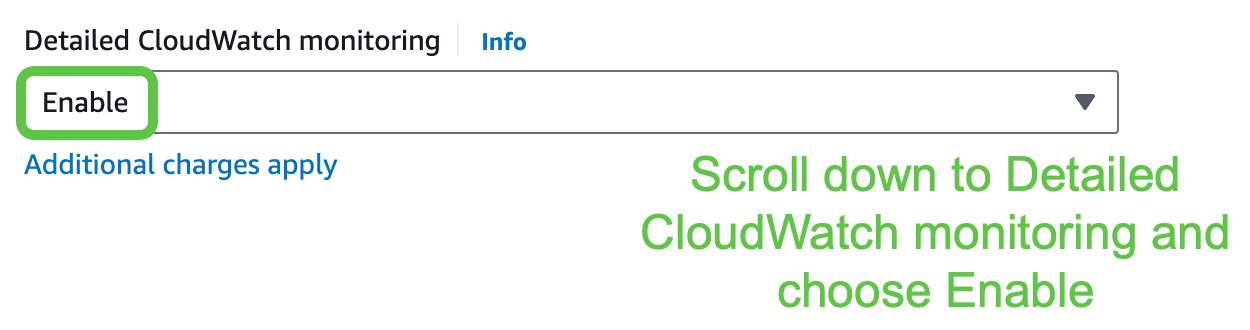 Detailed CloudWatch monitoring Info
Enable
Additional charges apply
Scroll down to Detailed
CloudWatch monitoring and
choose Enable